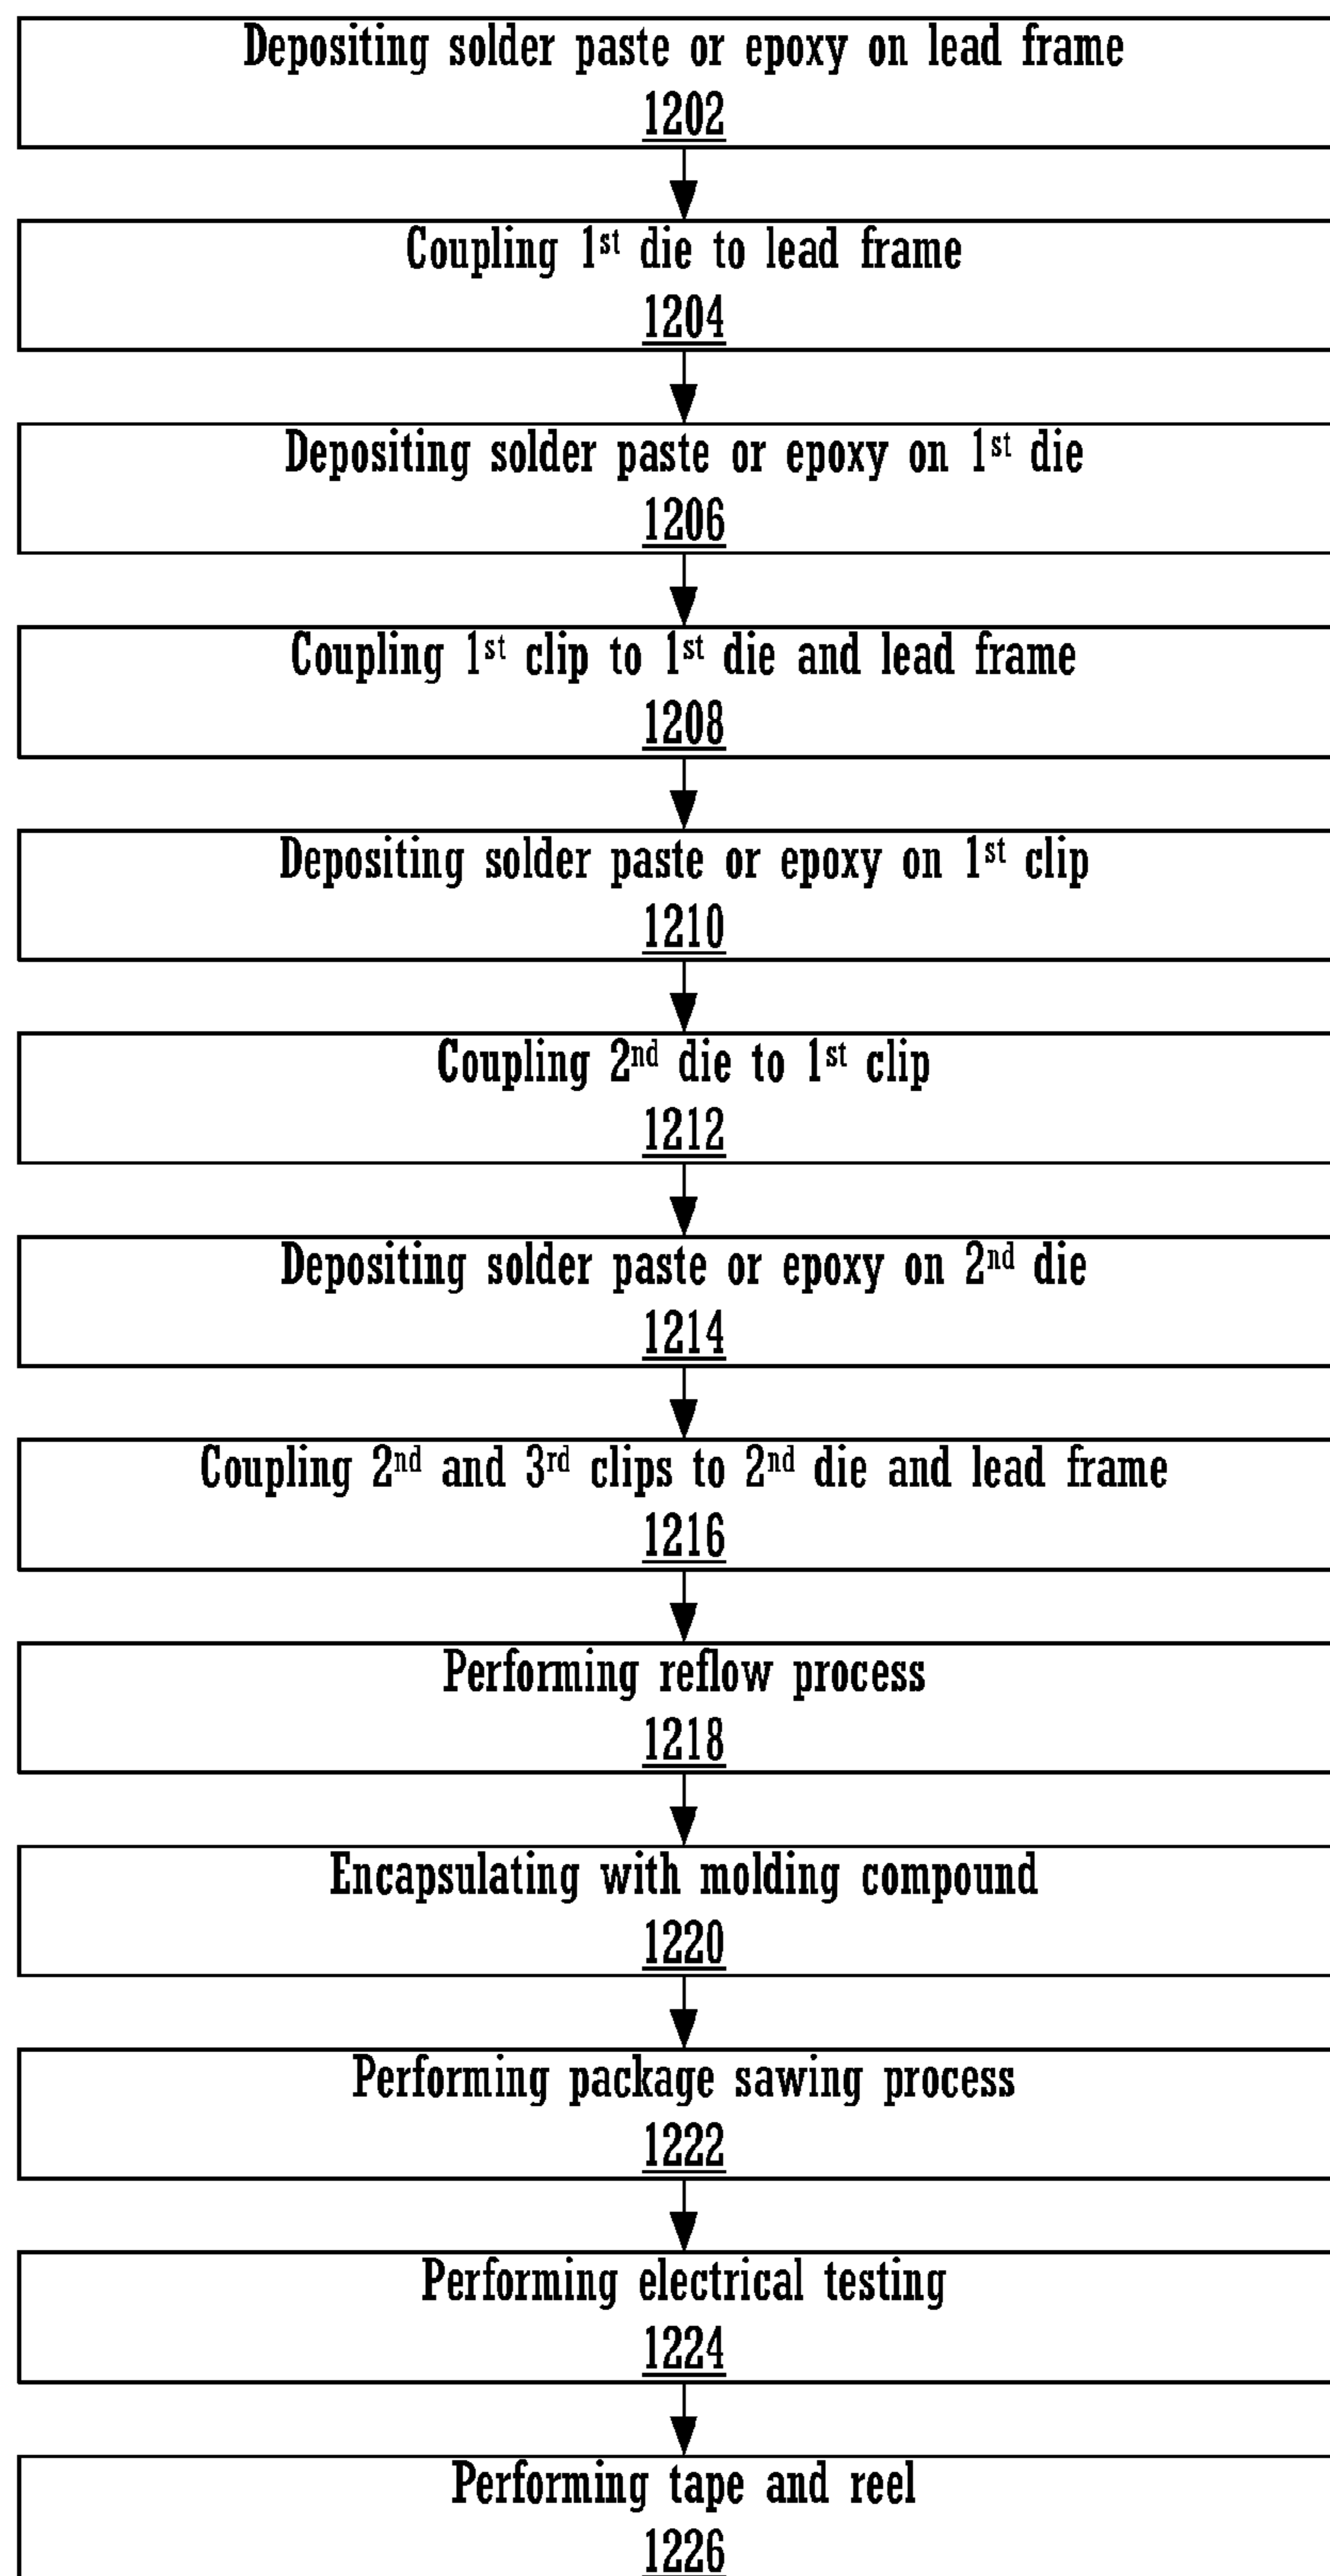 Depositing solder paste or epoxy on lead frame
1202
Coupling 1st die to lead frame
1204
Depositing solder paste or epoxy on 1st die
1206
Coupling 1st clip to 1st die and lead frame
1208
Depositing solder paste or epoxy on 1st clip
1210
Coupling 2nd die to 1st clip
1212
Depositing solder paste or epoxy on 2nd die
1214
Coupling 2nd and 3rd clips to 2nd die and lead frame
1216
Performing reflow process
1218
Encapsulating with molding compound
1220
Performing package sawing process
1222
Performing electrical testing
1224
Performing tape and reel
1226